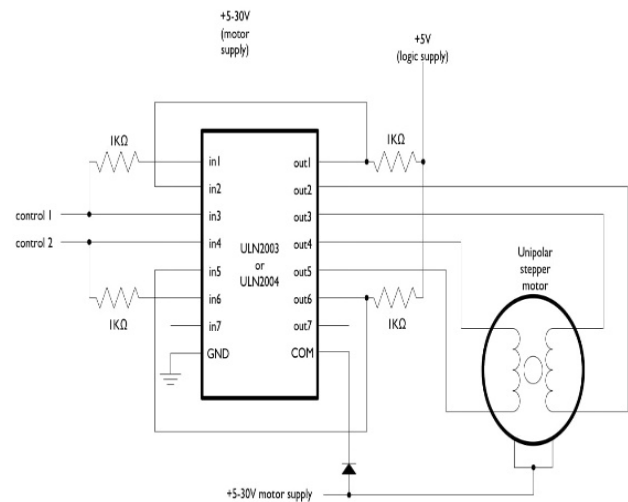 +5-30V
(motor
supply)
+5V
(logic supply)
1KΩ
1KΩ
in1
out1
in2
out2
control 1
in3
out3
control 2
in4
out4
ULN2003
or
ULN2004
Unipolar
stepper
motor
in5
out5
in6
out6
1KΩ
1KΩ
in7
out7
GND
COM
+5-30V motor supply